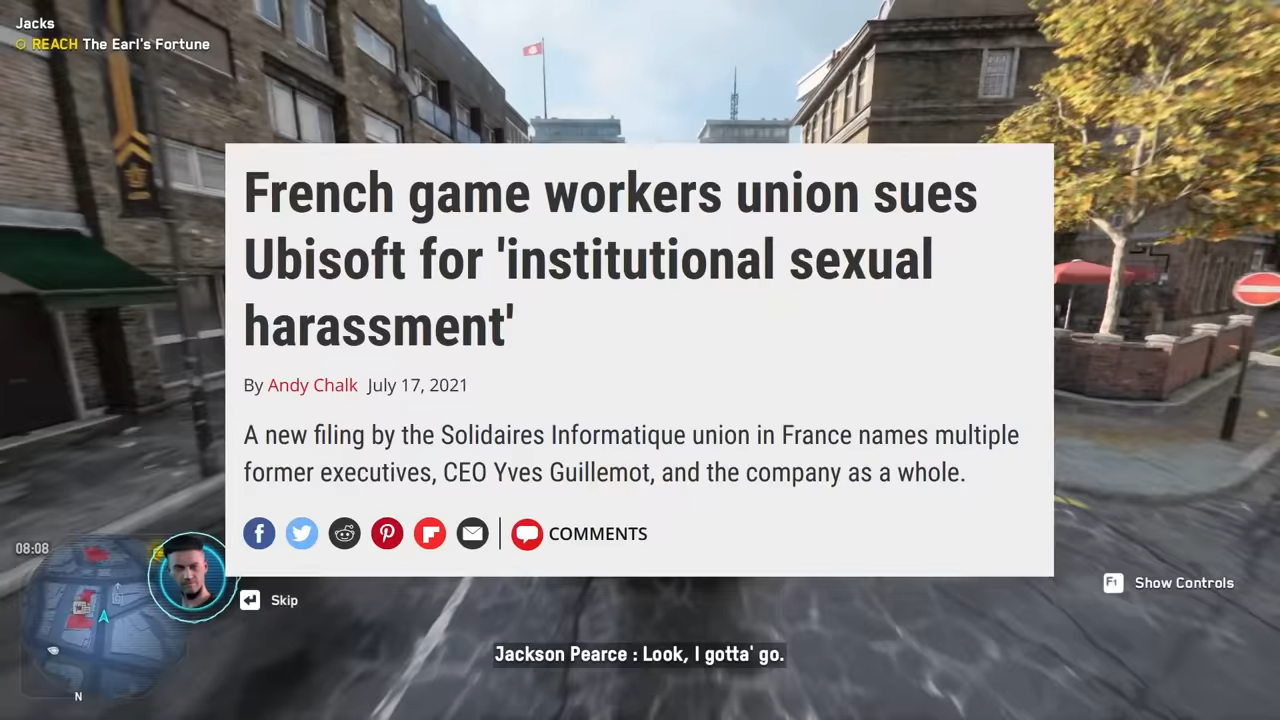 Jacks
REACH The Earl's Fortune
French game workers union sues
Ubisoft for 'institutional sexual
harassment'
By Andy Chalk July 17, 2021
A new filing by the Solidaires Informatique union in France names multiple
former executives, CEO Yves Guillemot, and the company as a whole.
COMMENTS
08:08
Skip
F1 Show Controls
Jackson Pearce : Look, I gotta' go.
N